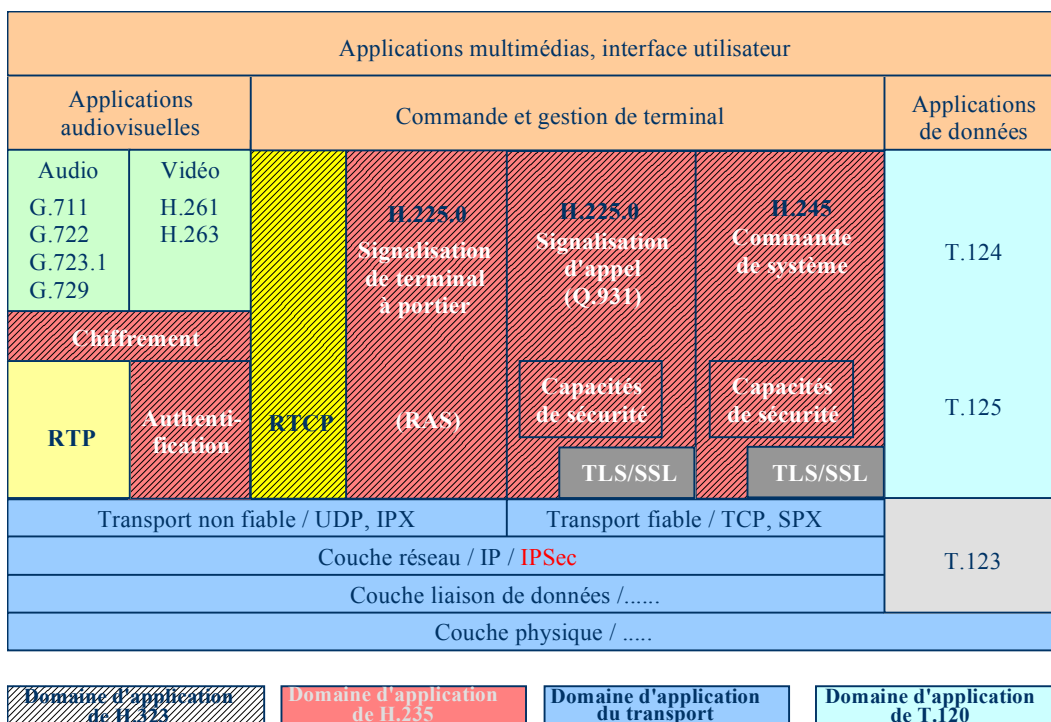 Applications multimédias, interface utilisateur
Applications
audiovisuelles
Commande et gestion de terminal
Applications
de données
Audio
G.711
G.722
G.723.1
G.729
Vidéo
H.261
H.263
Chiffrement
RTP
Authenti-
fication
RTCP
H.225.0
Signalisation
de terminal
à portier
(RAS)
H.225.0
Signalisation
d'appel
(Q.931)
Capacités
de sécurité
TLS/SSL
H.245
Commande
de système
Capacités
de sécurité
TLS/SSL
T.124
T.125
Transport non fiable / UDP, IPX
Transport fiable / TCP, SPX
Couche réseau / IP / IPSec
T.123
Couche liaison de données /......
Couche physique / .....
Domaine d'application
de H.323
Domaine d'application
de H.235
Domaine d'application
du transport
Domaine d'application
de T.120